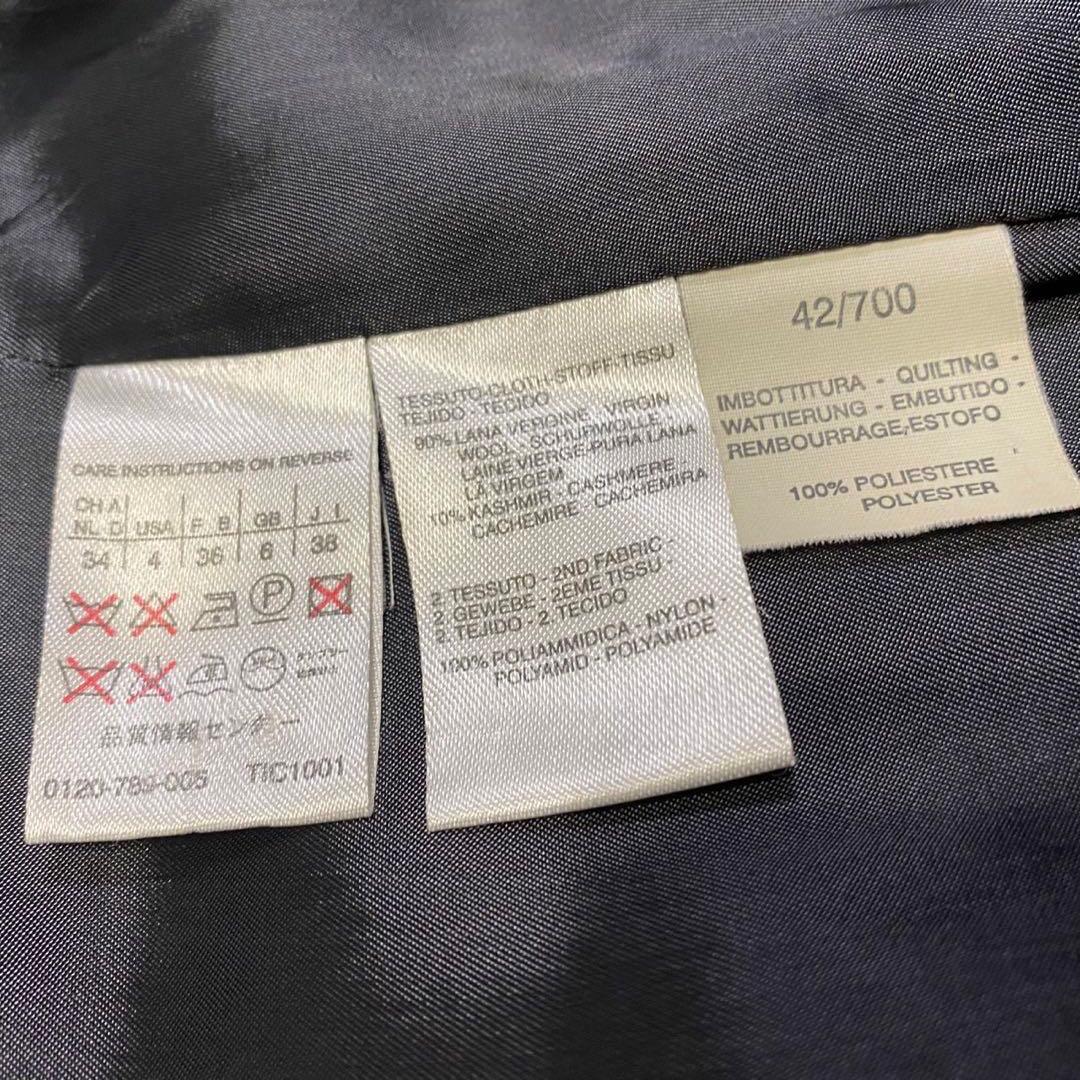 CARE INSTRUCTIONS ON REVERSE
CH A
NL D USA F B GB J I
34 4 36 6 38
P
品質情報センター
0120-789-005 TIC1001
TESSUTO-CLOTH-STOFF-TISSU
TEJIDO - TECIDO
90% LANA VERGINE - VIRGIN
WOOL - SCHURWOLLE
LAINE VIERGE-PURA LANA
LA VIRGEM
10% KASHMIR - CASHMERE
CACHEMIRE - CACHEMIRA
2 TESSUTO - 2ND FABRIC -
2 GEWEBE - 2EME TISSU -
2. TEJIDO - 2. TECIDO
100% POLIAMMIDICA - NYLON -
POLYAMID - POLYAMIDE
42/700
IMBOTTITURA - QUILTING -
WATTIERUNG - EMBUTIDO -
REMBOURRAGE,ESTOFO
100% POLIESTERE
POLYESTER